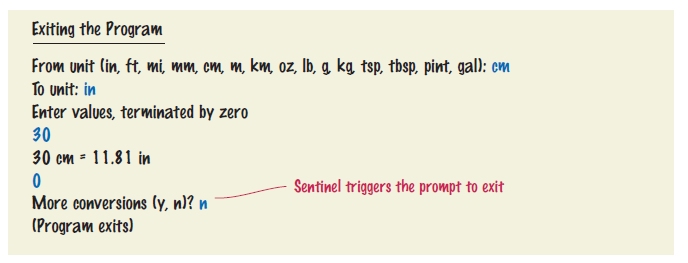 Exiting the Program
From unit (in, ft, mi, mm, cm, m, km, oz, lb, g, kg, tsp, tbsp, pint, gal): cm
To unit: in
Enter values, terminated by zero
30
30 cm = 11.81 in
0
Sentinel triggers the prompt to exit
More conversions (y, n)? n
(Program exits)